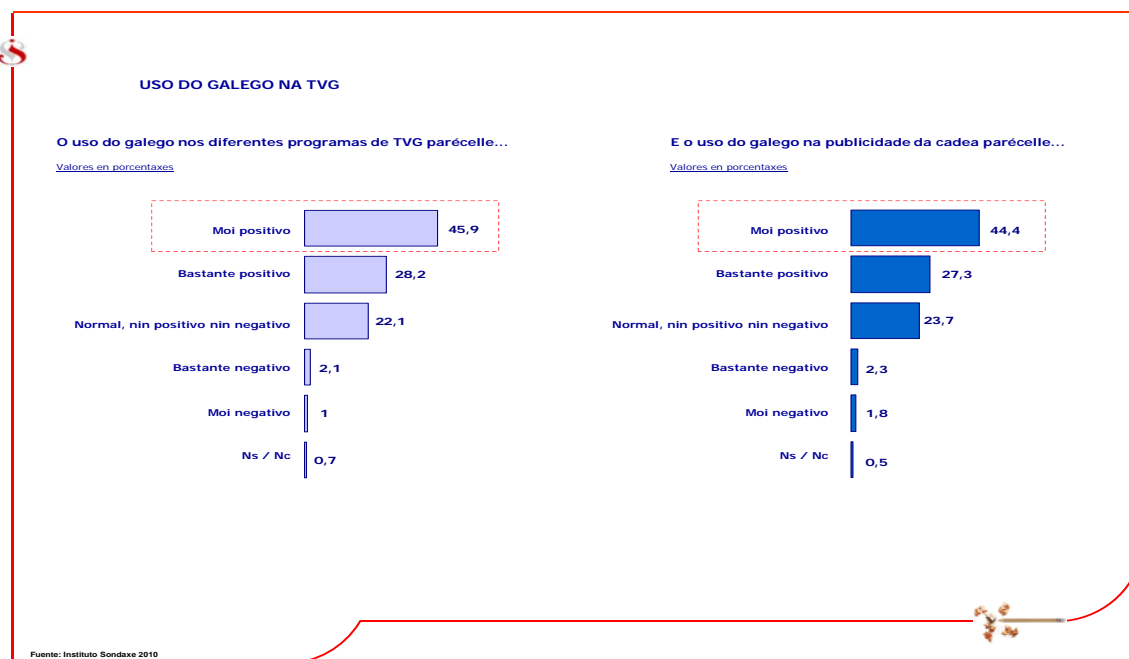 USO DO GALEGO NA TVG
O uso do galego nos diferentes programas de TVG parécelle...
Valores en porcentaxes
Moi positivo 45,9
Bastante positivo 28,2
Normal, nin positivo nin negativo 22,1
Bastante negativo 2,1
Moi negativo 1
Ns / Nc 0,7
E o uso do galego na publicidade da cadea parécelle...
Valores en porcentaxes
Moi positivo 44,4
Bastante positivo 27,3
Normal, nin positivo nin negativo 23,7
Bastante negativo 2,3
Moi negativo 1,8
Ns / Nc 0,5
Fuente: Instituto Sondaxe 2010